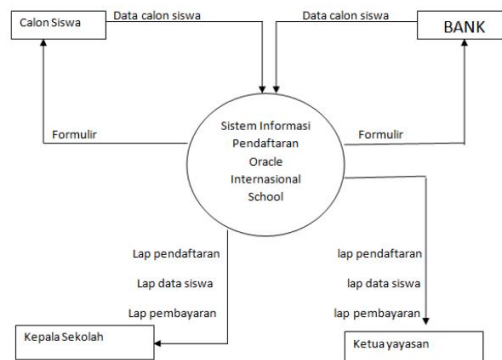 Calon Siswa
Data calon siswa
Data calon siswa
BANK
Sistem Informasi
Pendaftaran
Oracle
Internasional
School
Formulir
Formulir
Lap pendaftaran
Lap data siswa
Lap pembayaran
lap pendaftaran
lap data siswa
lap pembayaran
Kepala Sekolah
Ketua yayasan